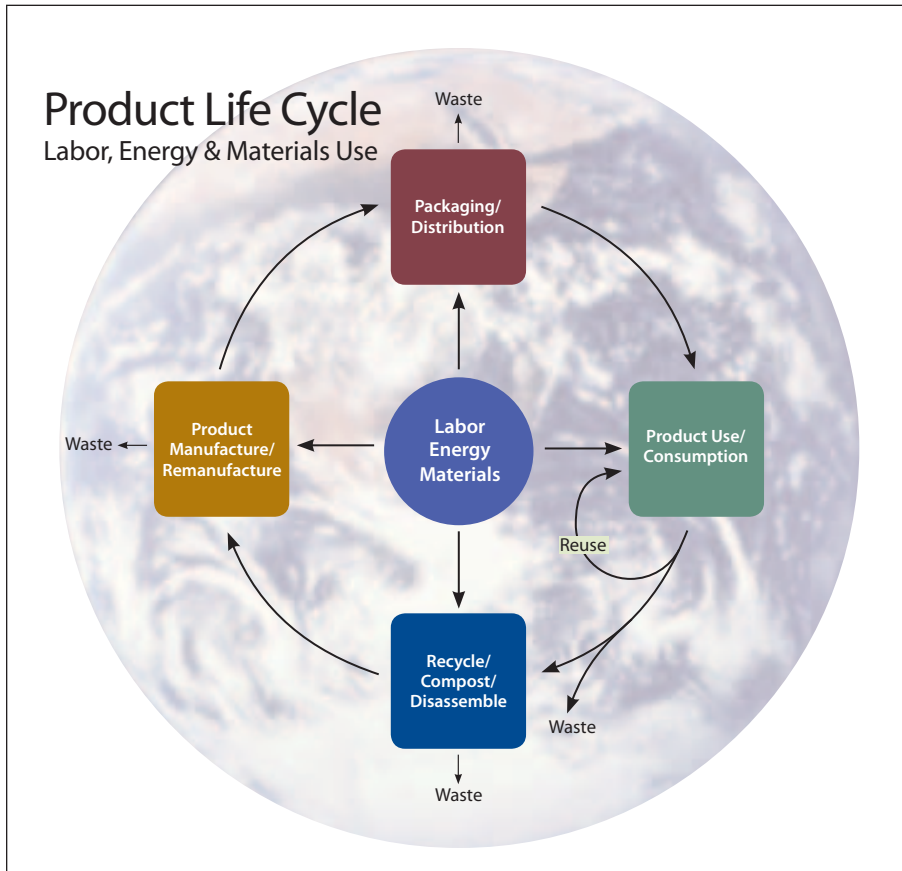 Product Life Cycle
Labor, Energy & Materials Use
Waste
Packaging/
Distribution
Waste
Product
Manufacture/
Remanufacture
Labor
Energy
Materials
Product Use/
Consumption
Reuse
Recycle/
Compost/
Disassemble
Waste
Waste